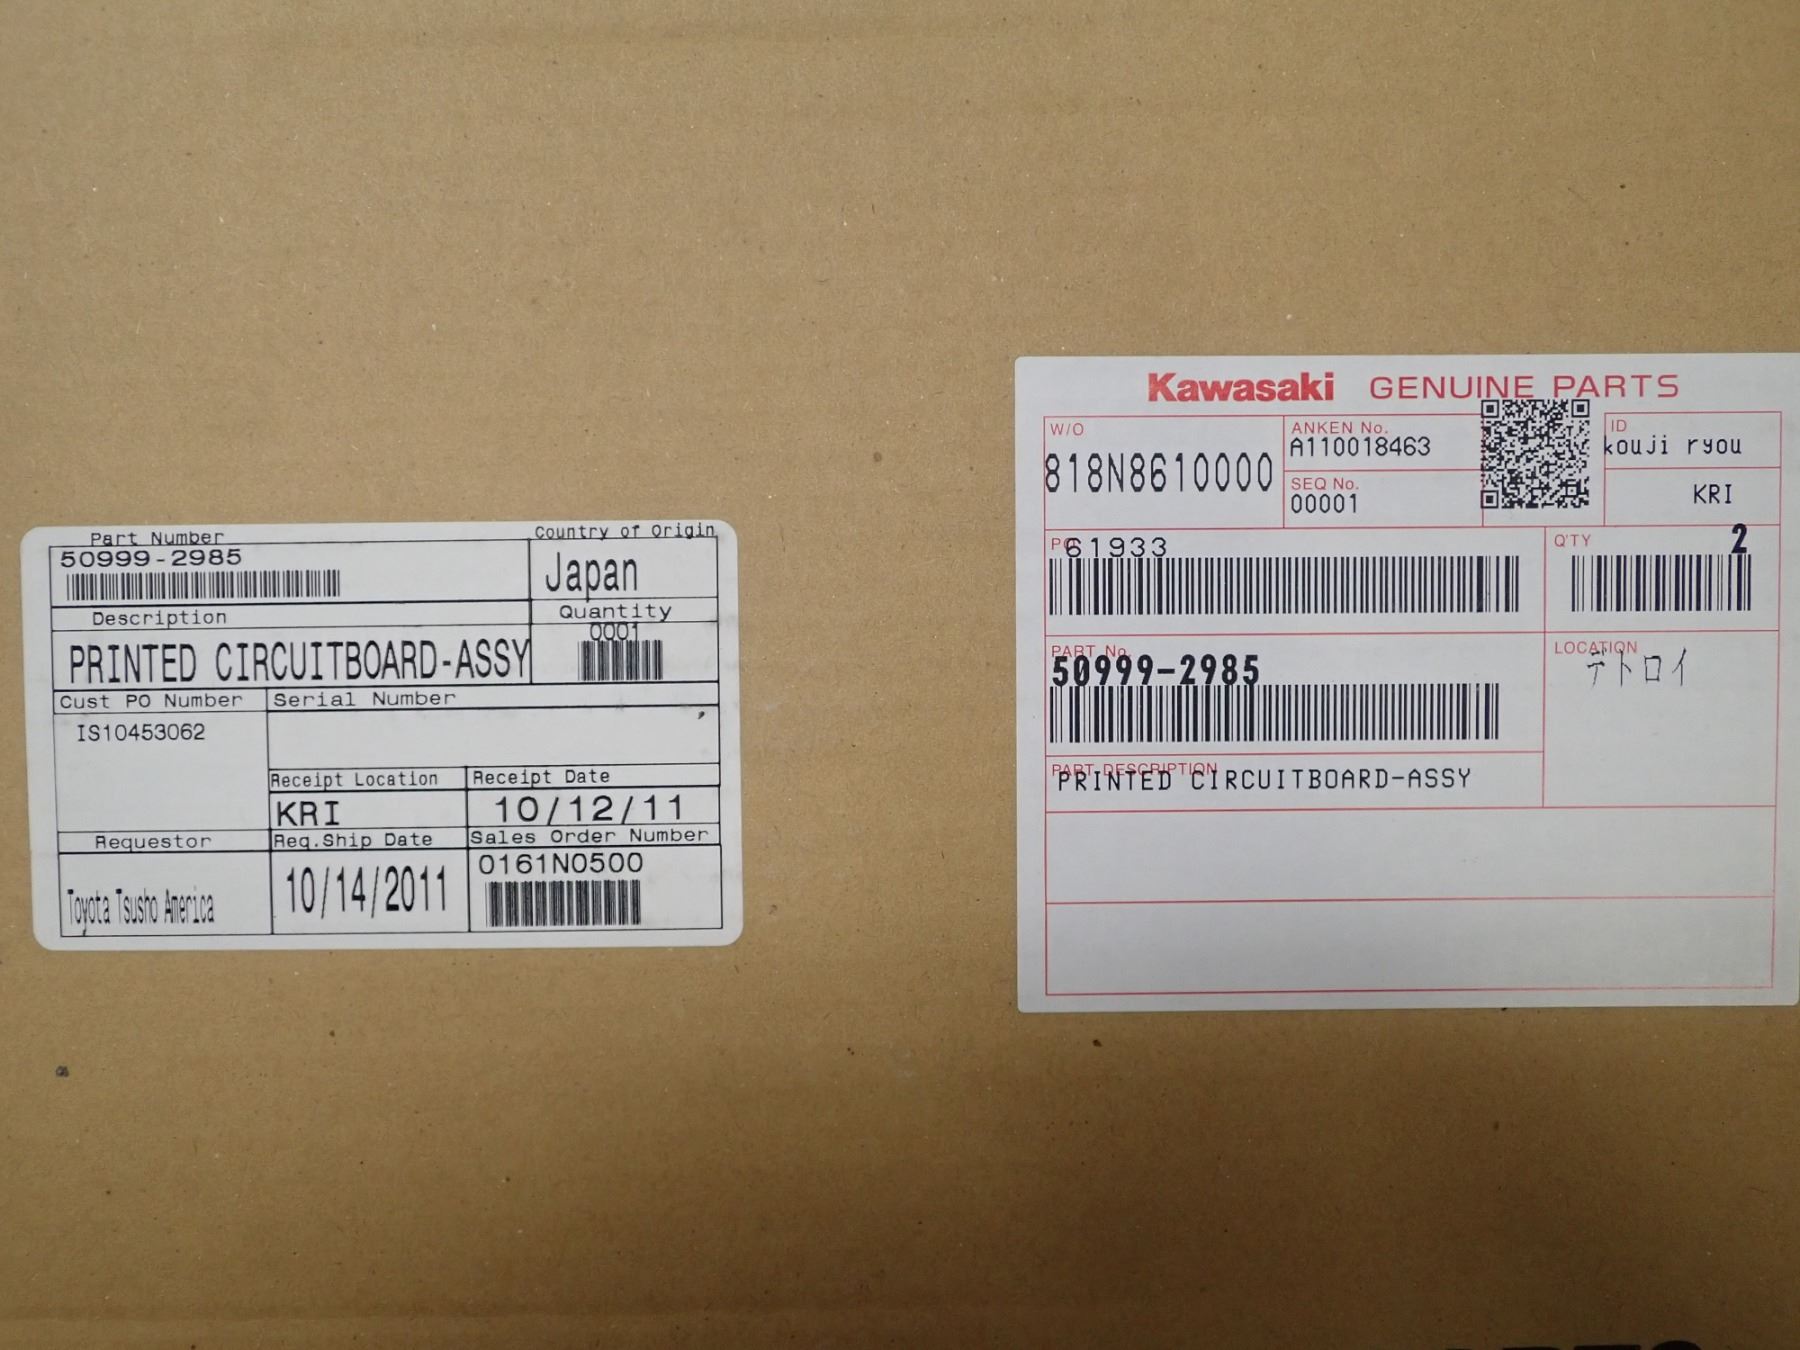 Part Number
50999-2985
Country of Origin
Japan
Description
PRINTED CIRCUITBOARD-ASSY
Quantity
0001
Cust PO Number
IS10453062
Serial Number
Receipt Location
KRI
Receipt Date
10/12/11
Requestor
Toyota Tsusho America
Req.Ship Date
10/14/2011
Sales Order Number
0161N0500
Kawasaki GENUINE PARTS
W/O
818N8610000
ANKEN No.
A110018463
SEQ No.
00001
ID
kouji ryou
KRI
PO
61933
Q'TY
2
PART No.
50999-2985
LOCATION
デトロイ
PART DESCRIPTION
PRINTED CIRCUITBOARD-ASSY